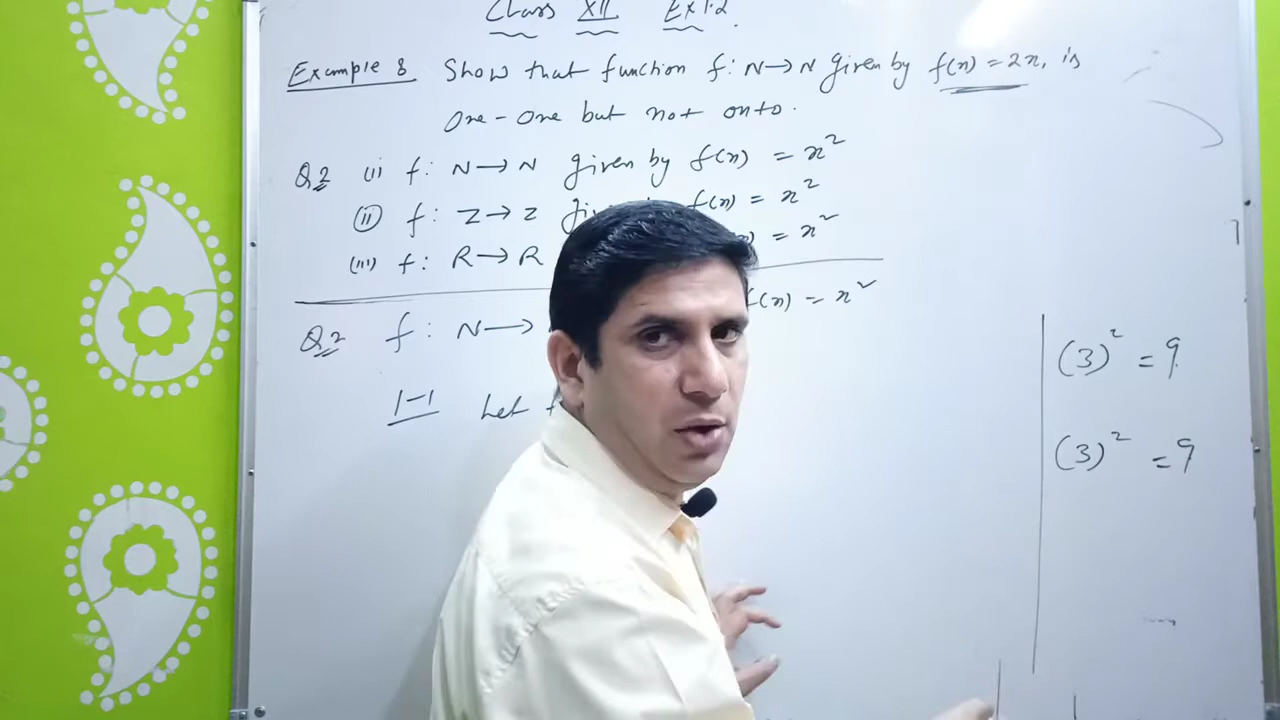 Class XII Ex 1.2
Example 8 Show that function f: N→N given by f(x) = 2x, is
One-One but not onto.
Q2 (i) f: N→N given by f(x) = x²
(ii) f: Z→Z f(x) = x²
(iii) f: R→R = x²
Q2 f: N→ f(x) = x²
1-1 Let
(3)² = 9
(3)² = 9